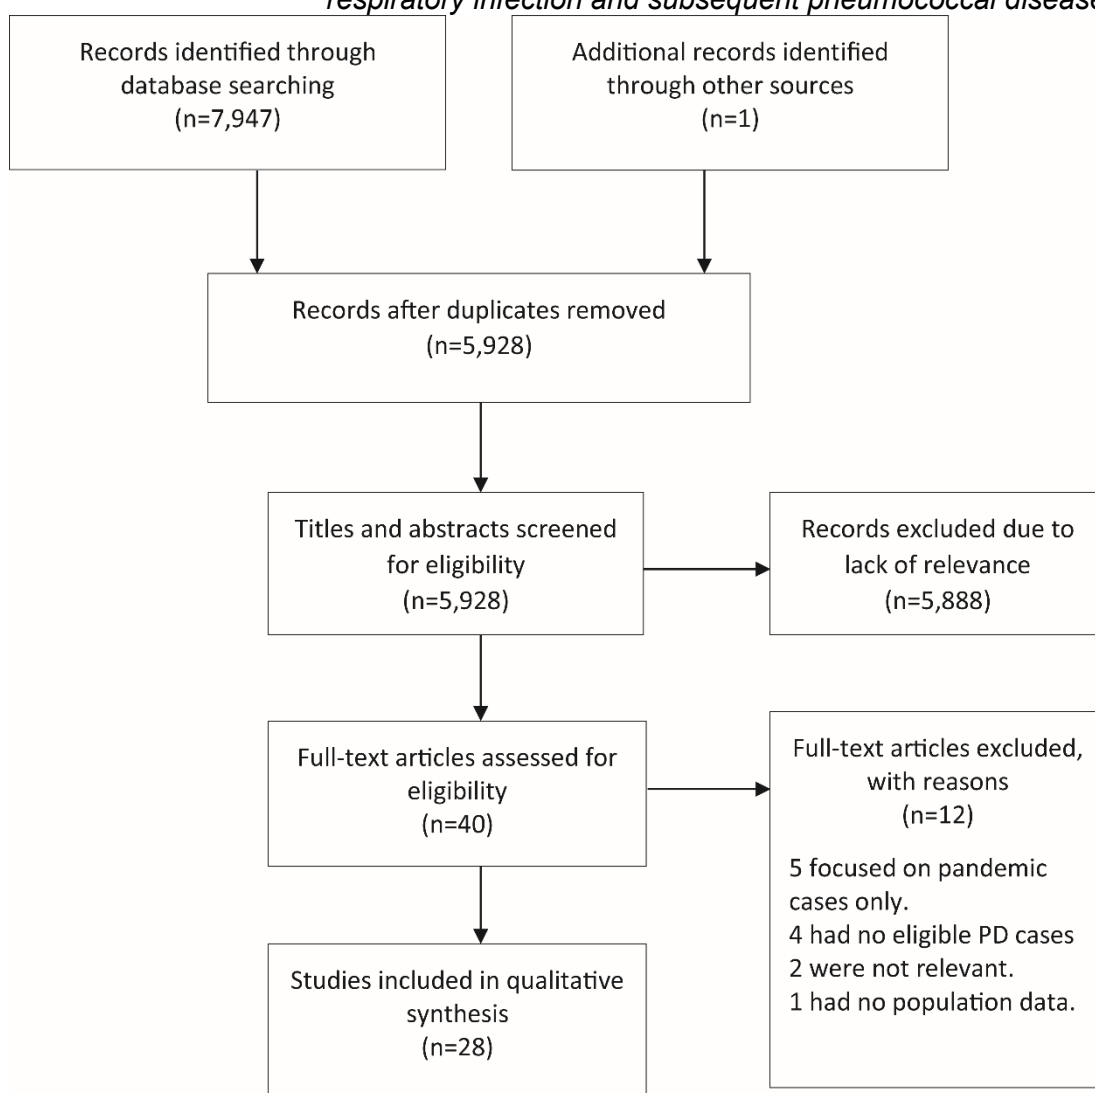 respiratory infection and subsequent pneumococcal disease
Records identified through
database searching
(n=7,947)
Additional records identified
through other sources
(n=1)
Records after duplicates removed
(n=5,928)
Titles and abstracts screened
for eligibility
(n=5,928)
Records excluded due to
lack of relevance
(n=5,888)
Full-text articles assessed for
eligibility
(n=40)
Full-text articles excluded,
with reasons
(n=12)
5 focused on pandemic
cases only.
4 had no eligible PD cases
2 were not relevant.
1 had no population data.
Studies included in qualitative
synthesis
(n=28)